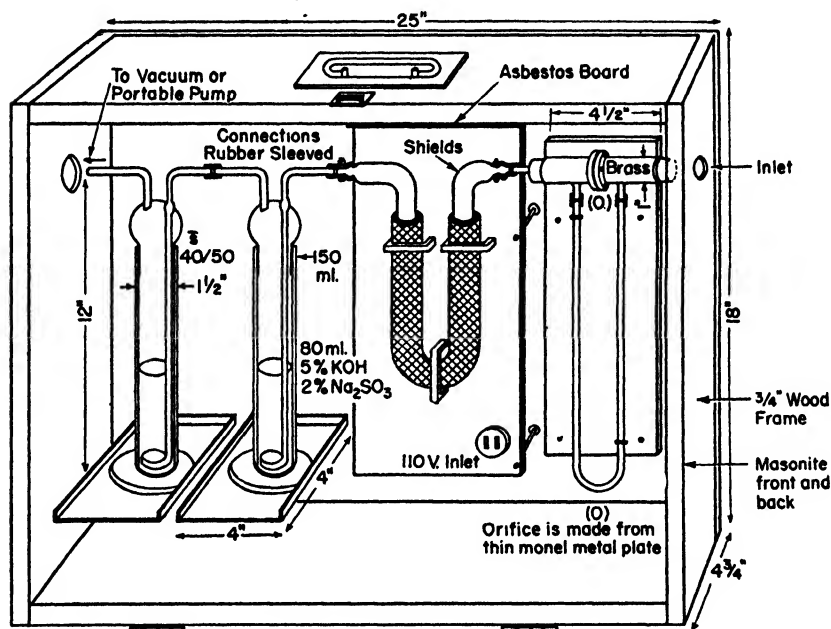 25"
To Vacuum or
Portable Pump
Asbestos Board
4 1/2"
Connections
Rubber Sleeved
Shields
Brass
Inlet
(O.)
1"
S
40/50
1 1/2"
150
ml.
12"
18"
80 ml.
5% KOH
2% Na₂SO₃
3/4" Wood
Frame
110 V. Inlet
Masonite
front and
back
4"
4"
(O)
Orifice is made from
thin monel metal plate
4 3/4"